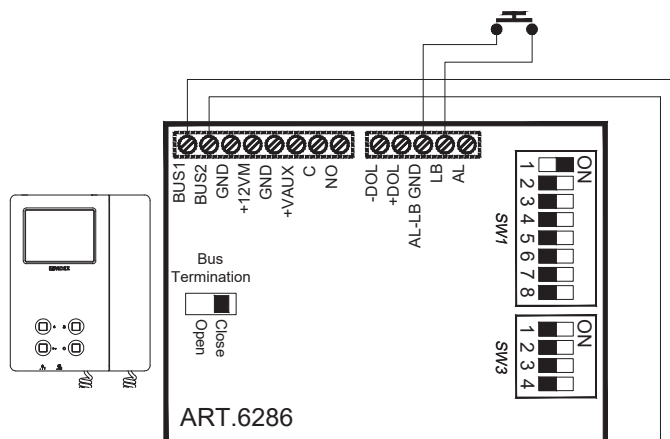 BUS1
BUS2
GND
+12VM
GND
+VAUX
C
NO
-DOL
+DOL
AL-LB GND
LB
AL
ON
1
2
3
4
5
6
7
8
SW1
Bus
Termination
Close
Open
ON
1
2
3
4
SW3
ART.6286